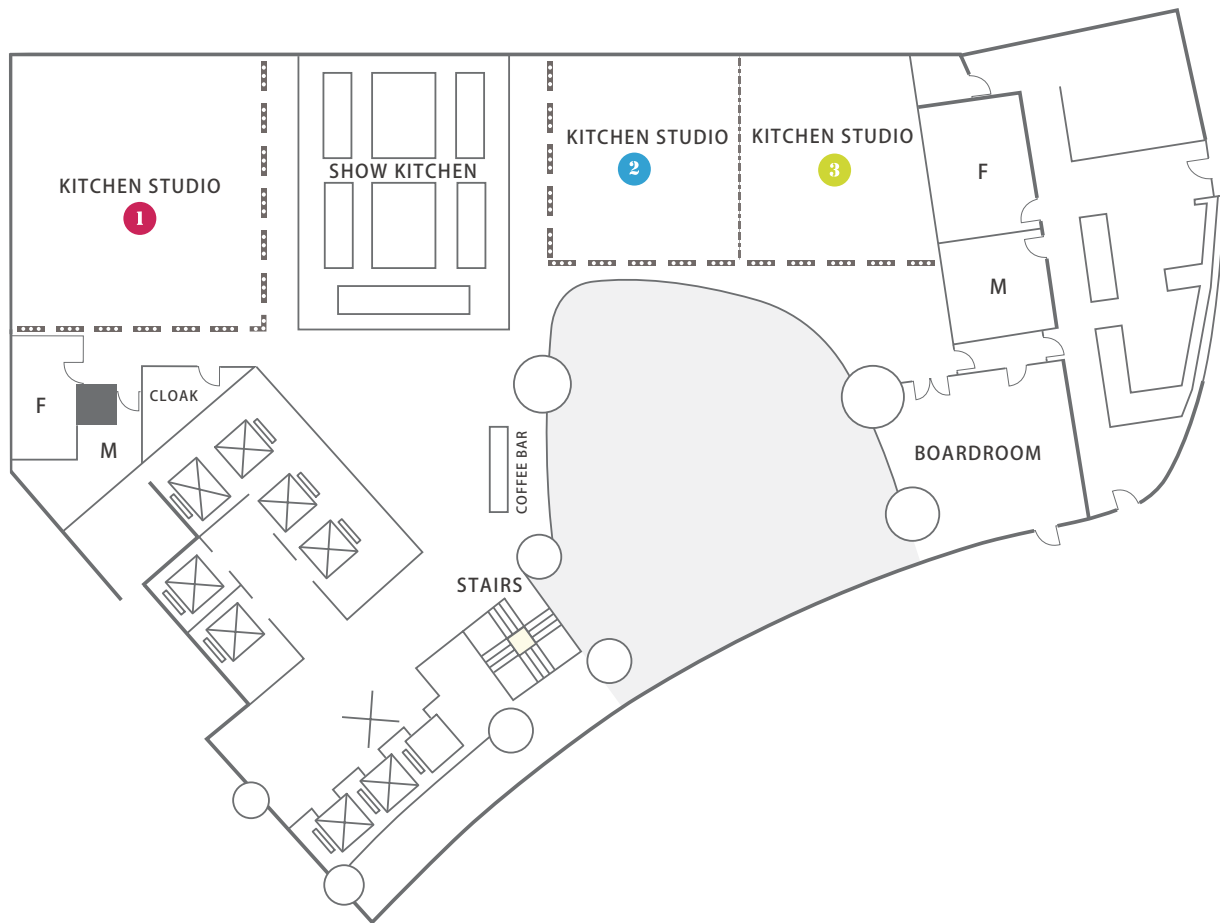 KITCHEN STUDIO
1
SHOW KITCHEN
KITCHEN STUDIO
2
KITCHEN STUDIO
3
F
M
F
M
CLOAK
COFFEE BAR
BOARDROOM
STAIRS